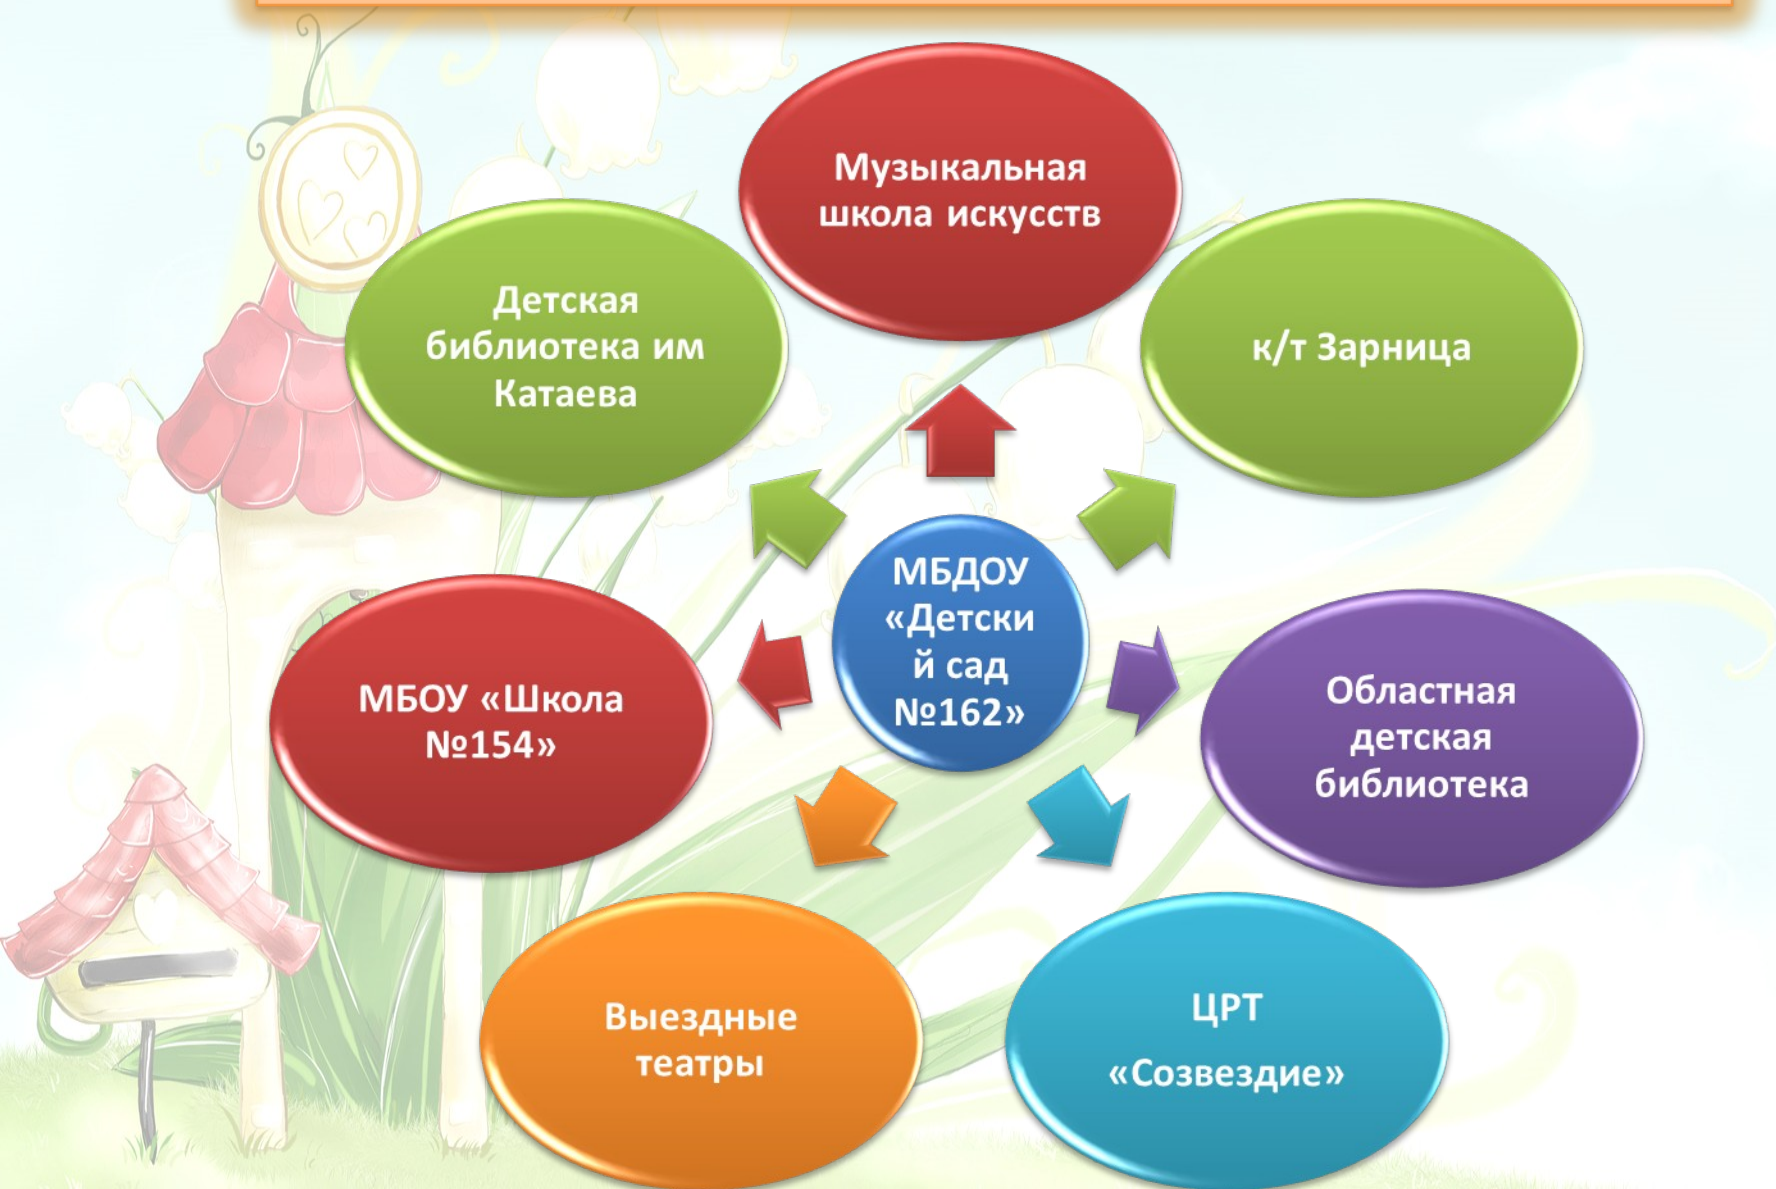 Музыкальная
школа искусств
Детская
библиотека им
Катаева
к/т Зарница
МБДОУ
«Детски
й сад
№162»
МБОУ «Школа
№154»
Областная
детская
библиотека
Выездные
театры
ЦРТ
«Созвездие»